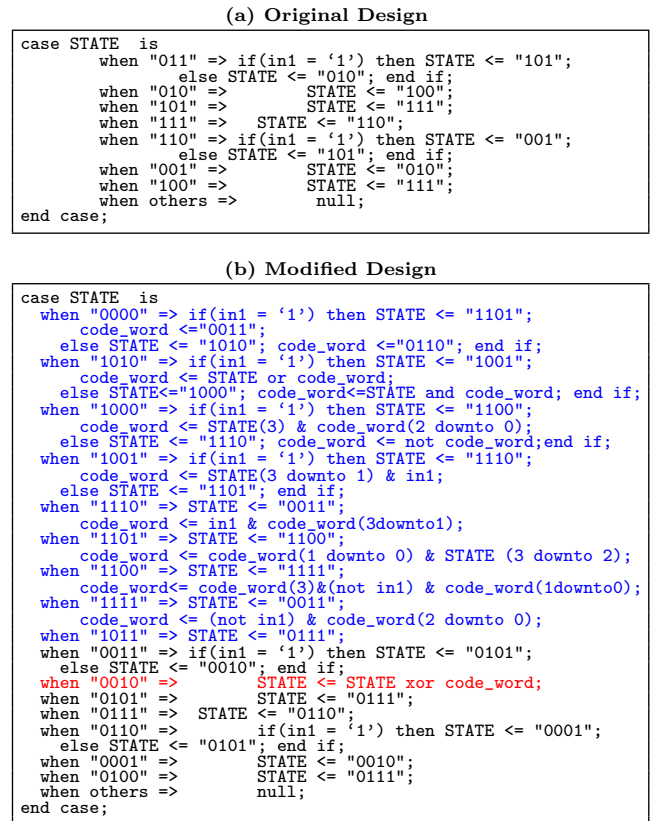 (a) Original Design
case STATE is
when "011" => if(in1 = ‘1’) then STATE <= "101";
else STATE <= "010"; end if;
when "010" => STATE <= "100";
when "101" => STATE <= "111";
when "111" => STATE <= "110";
when "110" => if(in1 = ‘1’) then STATE <= "001";
else STATE <= "101"; end if;
when "001" => STATE <= "010";
when "100" => STATE <= "111";
when others => null;
end case;
(b) Modified Design
case STATE is
when "0000" => if(in1 = ‘1’) then STATE <= "1101";
code_word <="0011";
else STATE <= "1010"; code_word <="0110"; end if;
when "1010" => if(in1 = ‘1’) then STATE <= "1001";
code_word <= STATE or code_word;
else STATE<="1000"; code_word<=STATE and code_word; end if;
when "1000" => if(in1 = ‘1’) then STATE <= "1100";
code_word <= STATE(3) & code_word(2 downto 0);
else STATE <= "1110"; code_word <= not code_word;end if;
when "1001" => if(in1 = ‘1’) then STATE <= "1110";
code_word <= STATE(3 downto 1) & in1;
else STATE <= "1101"; end if;
when "1110" => STATE <= "0011";
code_word <= in1 & code_word(3downto1);
when "1101" => STATE <= "1100";
code_word <= code_word(1 downto 0) & STATE (3 downto 2);
when "1100" => STATE <= "1111";
code_word<= code_word(3)&(not in1) & code_word(1downto0);
when "1111" => STATE <= "0011";
code_word <= (not in1) & code_word(2 downto 0);
when "1011" => STATE <= "0111";
when "0011" => if(in1 = ‘1’) then STATE <= "0101";
else STATE <= "0010"; end if;
when "0010" => STATE <= STATE xor code_word;
when "0101" => STATE <= "0111";
when "0111" => STATE <= "0110";
when "0110" => if(in1 = ‘1’) then STATE <= "0001";
else STATE <= "0101"; end if;
when "0001" => STATE <= "0010";
when "0100" => STATE <= "0111";
when others => null;
end case;